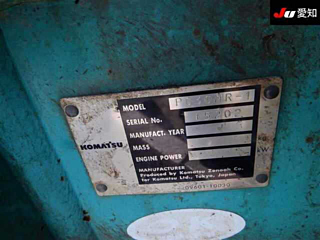 JU 愛知
MODEL
SERIAL No.
MANUFACT. YEAR
KOMATSU
MASS
ENGINE POWER
MANUFACTURER
Produced by Komatsu Zenoah Co.
for Komatsu Ltd., Tokyo, Japan